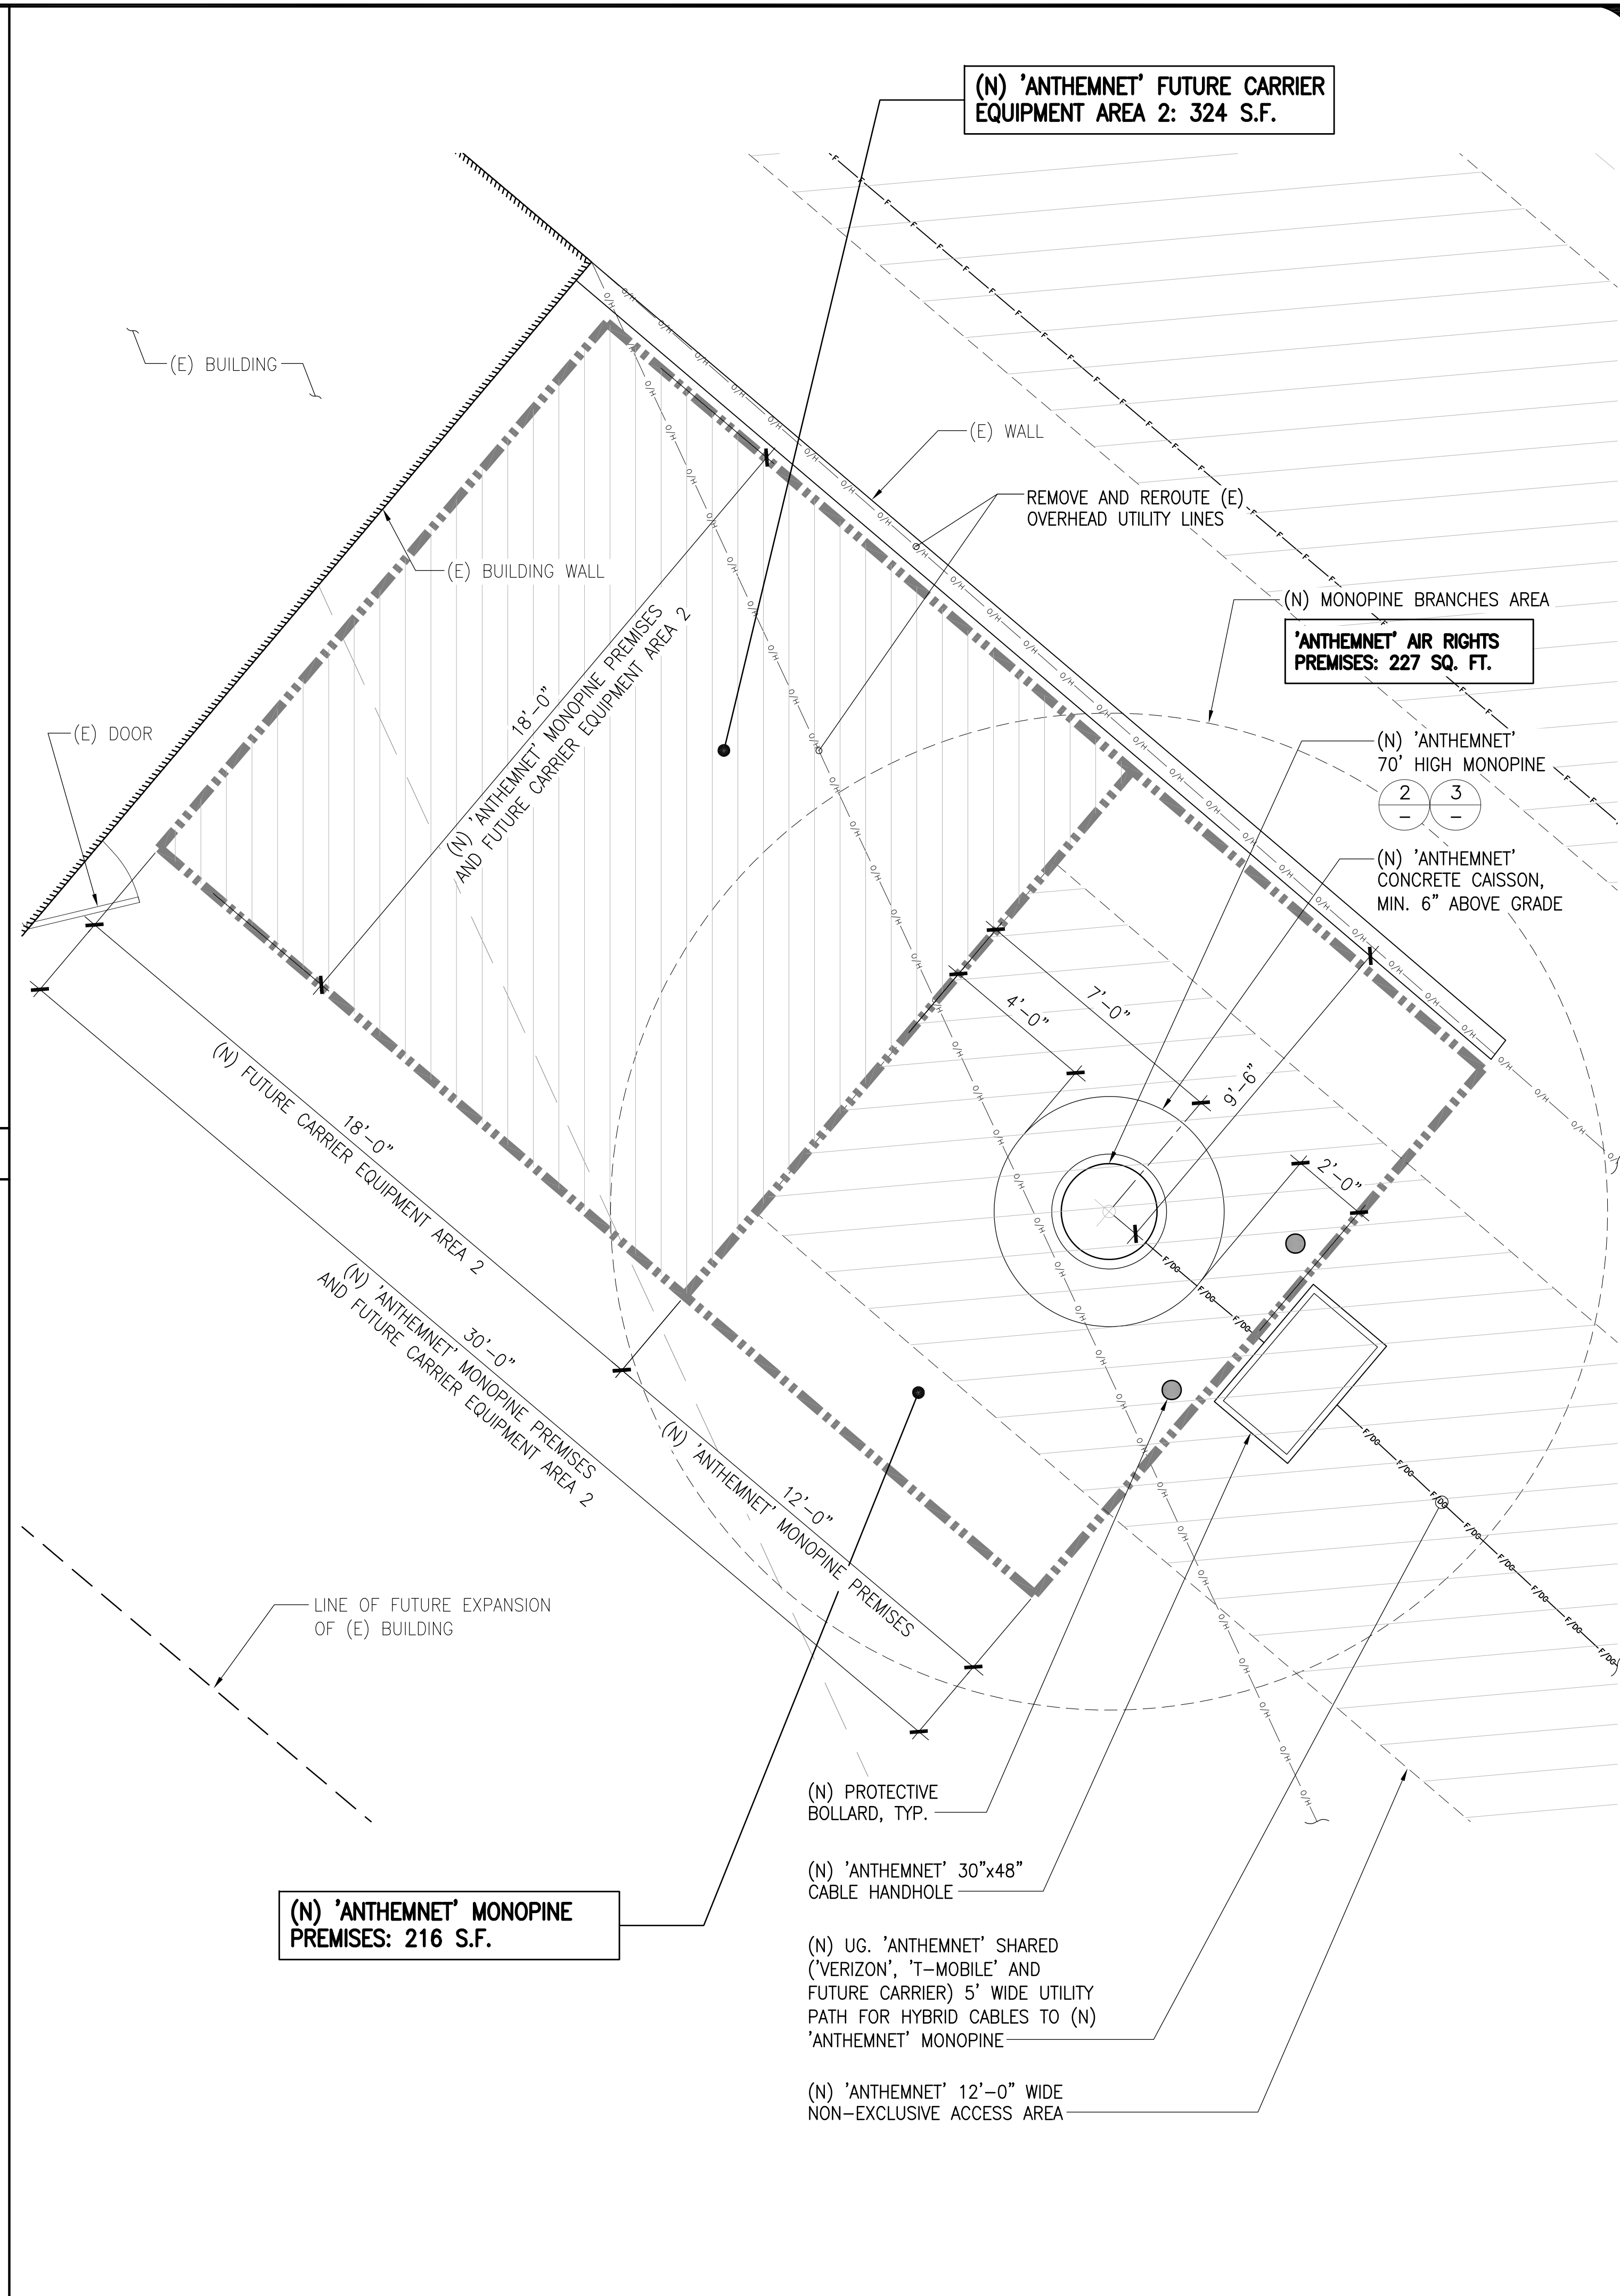 (N) 'ANTHEMNET' FUTURE CARRIER
EQUIPMENT AREA 2: 324 S.F.
(E) BUILDING
(E) WALL
REMOVE AND REROUTE (E)
OVERHEAD UTILITY LINES
(E) BUILDING WALL
(N) MONOPINE BRANCHES AREA
'ANTHEMNET' AIR RIGHTS
PREMISES: 227 SQ. FT.
18'-0"
(N) 'ANTHEMNET' MONOPINE PREMISES
AND FUTURE CARRIER EQUIPMENT AREA 2
(E) DOOR
(N) 'ANTHEMNET'
70' HIGH MONOPINE
2
-
3
-
(N) 'ANTHEMNET'
CONCRETE CAISSON,
MIN. 6" ABOVE GRADE
4'-0"
7'-0"
9'-6"
2'-0"
18'-0"
(N) FUTURE CARRIER EQUIPMENT AREA 2
30'-0"
(N) 'ANTHEMNET' MONOPINE PREMISES
AND FUTURE CARRIER EQUIPMENT AREA 2
12'-0"
(N) 'ANTHEMNET' MONOPINE PREMISES
LINE OF FUTURE EXPANSION
OF (E) BUILDING
(N) PROTECTIVE
BOLLARD, TYP.
(N) 'ANTHEMNET' 30"x48"
CABLE HANDHOLE
(N) 'ANTHEMNET' MONOPINE
PREMISES: 216 S.F.
(N) UG. 'ANTHEMNET' SHARED
('VERIZON', 'T-MOBILE' AND
FUTURE CARRIER) 5' WIDE UTILITY
PATH FOR HYBRID CABLES TO (N)
'ANTHEMNET' MONOPINE
(N) 'ANTHEMNET' 12'-0" WIDE
NON-EXCLUSIVE ACCESS AREA
O/H
F
F/DG